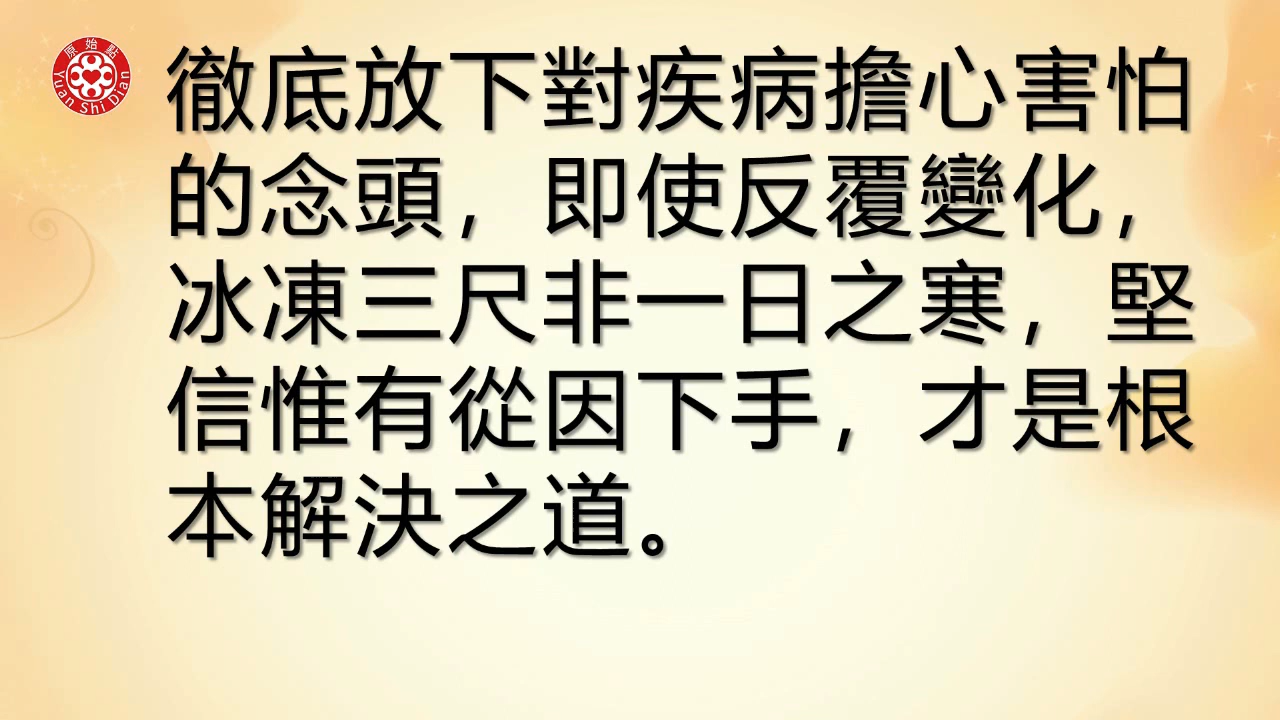 原始點
Yuan Shi Dian
徹底放下對疾病擔心害怕
的念頭，即使反覆變化，
冰凍三尺非一日之寒，堅
信惟有從因下手，才是根
本解決之道。